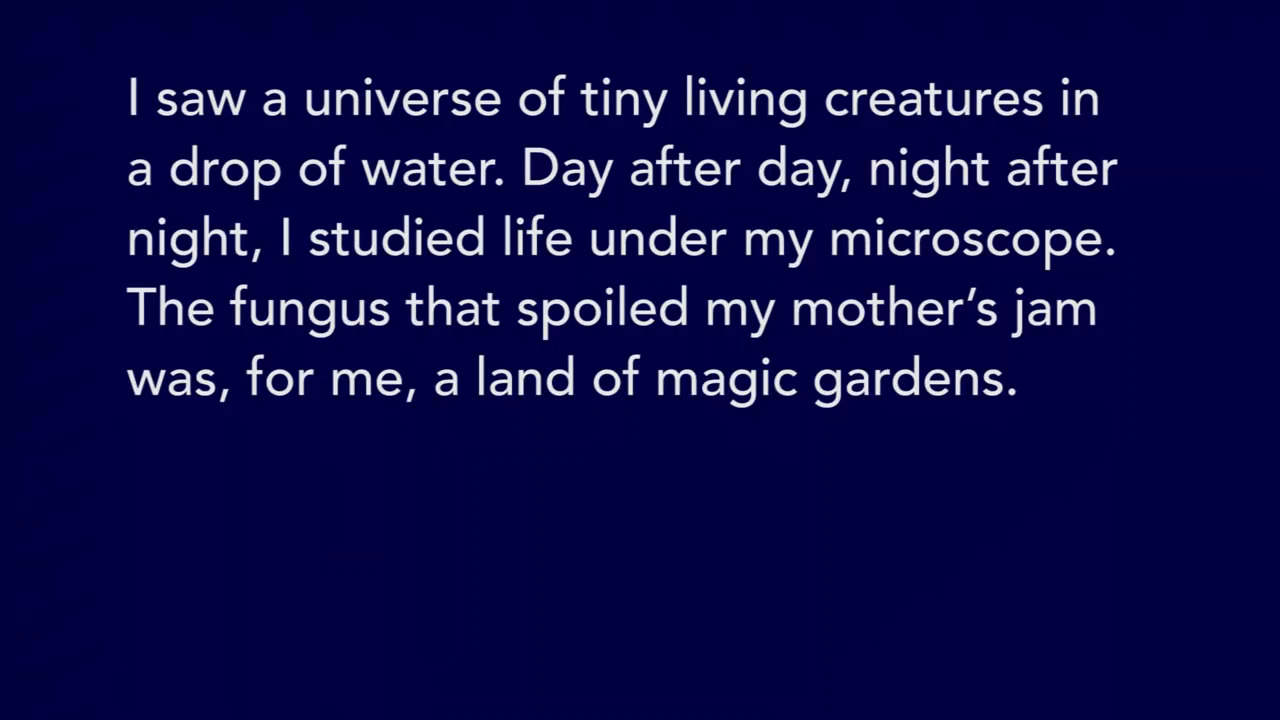 I saw a universe of tiny living creatures in
a drop of water. Day after day, night after
night, I studied life under my microscope.
The fungus that spoiled my mother’s jam
was, for me, a land of magic gardens.